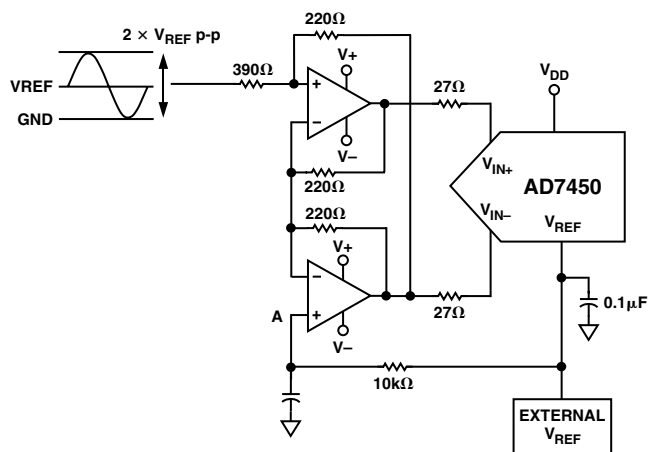 2 × VREF p-p
VREF
GND
390Ω
220Ω
V+
+
−
V−
220Ω
27Ω
VDD
VIN+
AD7450
VIN−
VREF
220Ω
V+
−
A
+
V−
27Ω
0.1μF
10kΩ
EXTERNAL
VREF